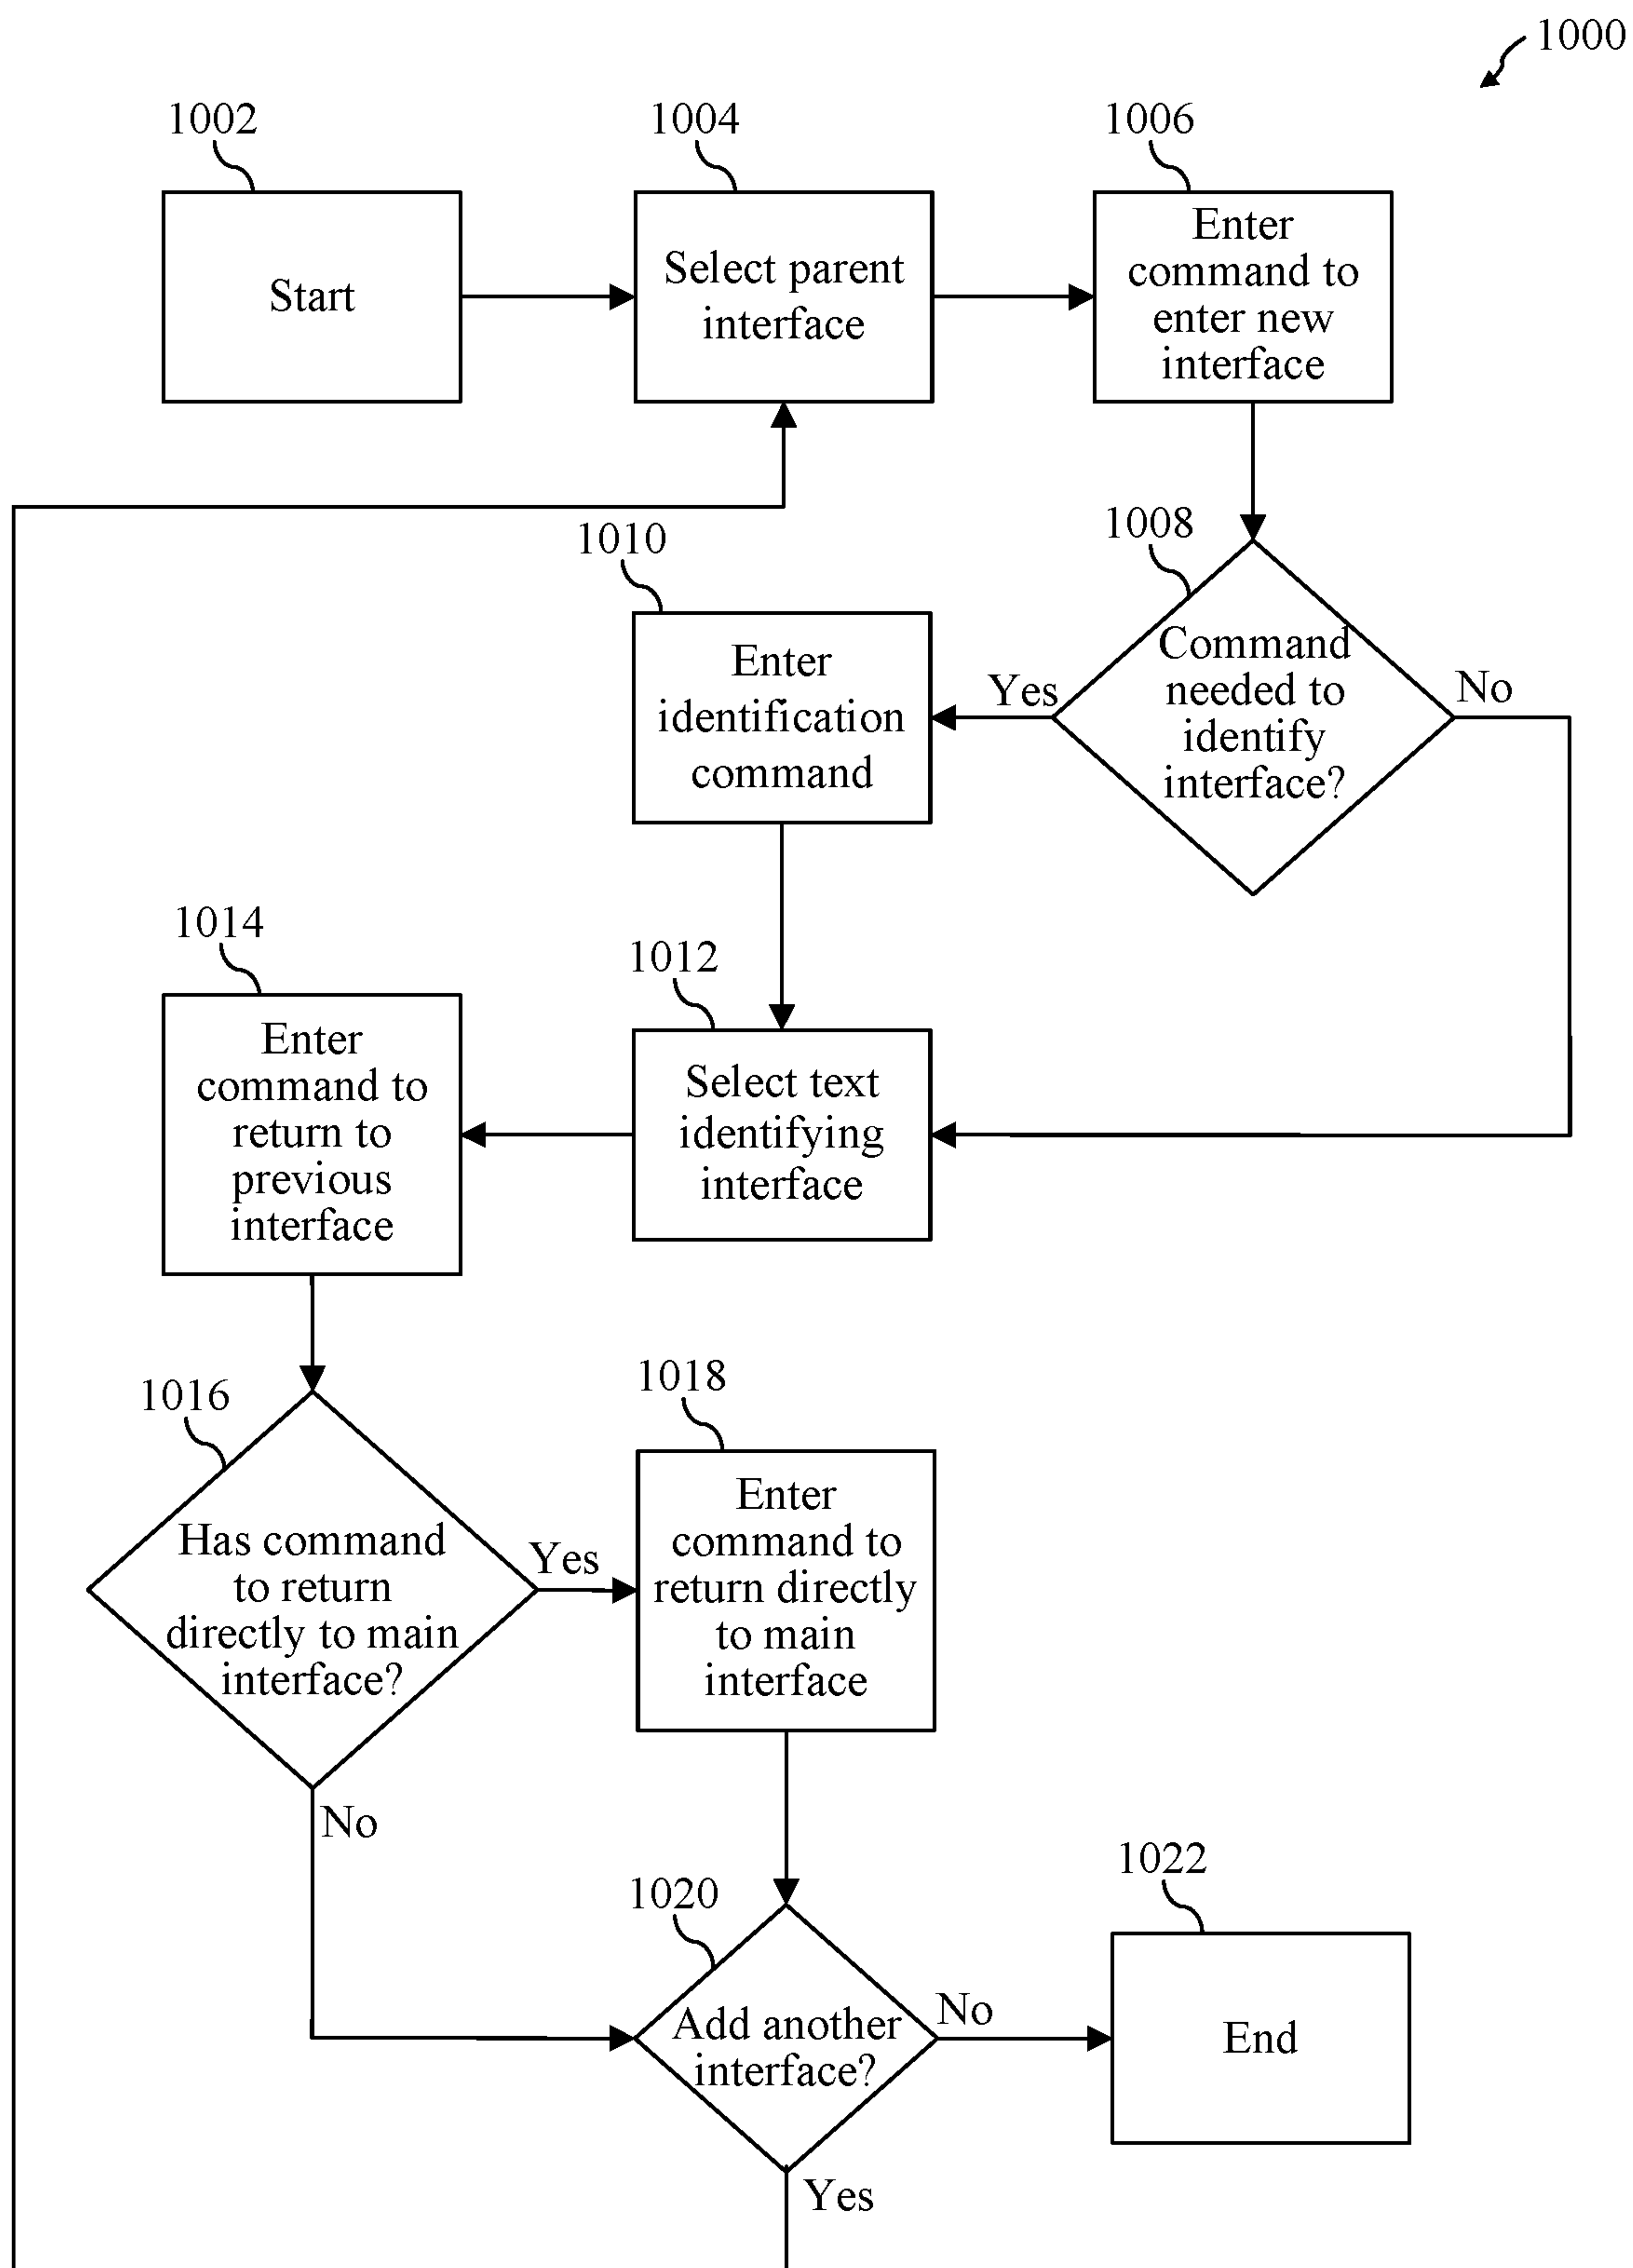 1000
1002
Start
1004
Select parent
interface
1006
Enter
command to
enter new
interface
1008
Command
needed to
identify
interface?
Yes
No
1010
Enter
identification
command
1012
Select text
identifying
interface
1014
Enter
command to
return to
previous
interface
1016
Has command
to return
directly to main
interface?
Yes
No
1018
Enter
command to
return directly
to main
interface
1020
Add another
interface?
No
Yes
1022
End